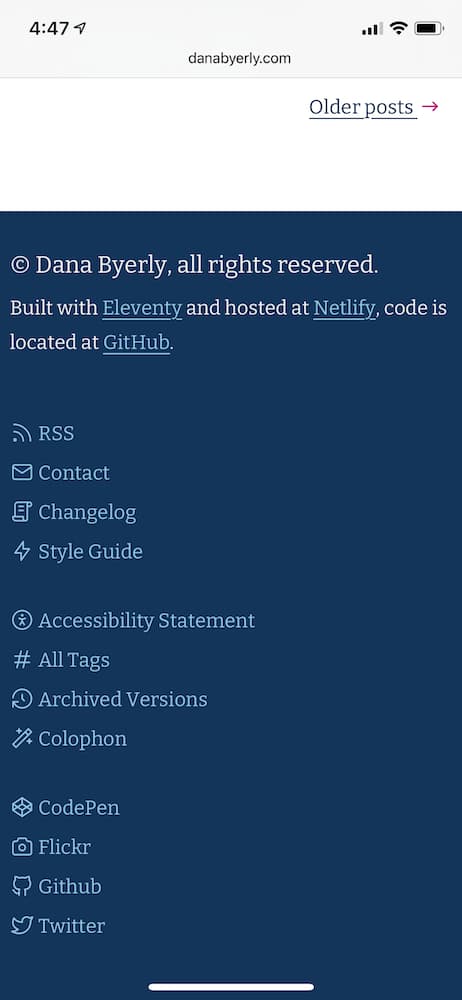 4:47
danabyerly.com
Older posts →
© Dana Byerly, all rights reserved.
Built with Eleventy and hosted at Netlify, code is
located at GitHub.
RSS
Contact
Changelog
Style Guide
Accessibility Statement
# All Tags
Archived Versions
Colophon
CodePen
Flickr
Github
Twitter